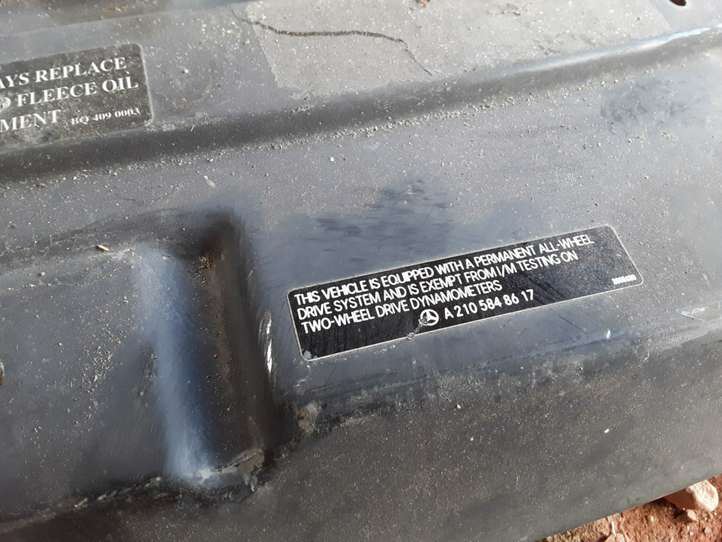 AYS REPLACE
FLEECE OIL
MENT BQ 409 0003
THIS VEHICLE IS EQUIPPED WITH A PERMANENT ALL-WHEEL
DRIVE SYSTEM AND IS EXEMPT FROM I/M TESTING ON
TWO-WHEEL DRIVE DYNAMOMETERS
A 210 584 86 17